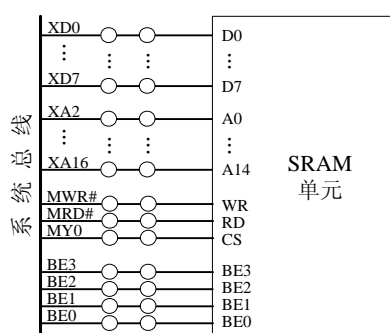 XD0 D0
⋮ ⋮ ⋮ ⋮
XD7 D7
XA2 A0
⋮ ⋮ ⋮ ⋮
XA16 A14
MWR# WR
MRD# RD
MY0 CS
BE3 BE3
BE2 BE2
BE1 BE1
BE0 BE0
系统总线
SRAM
单元